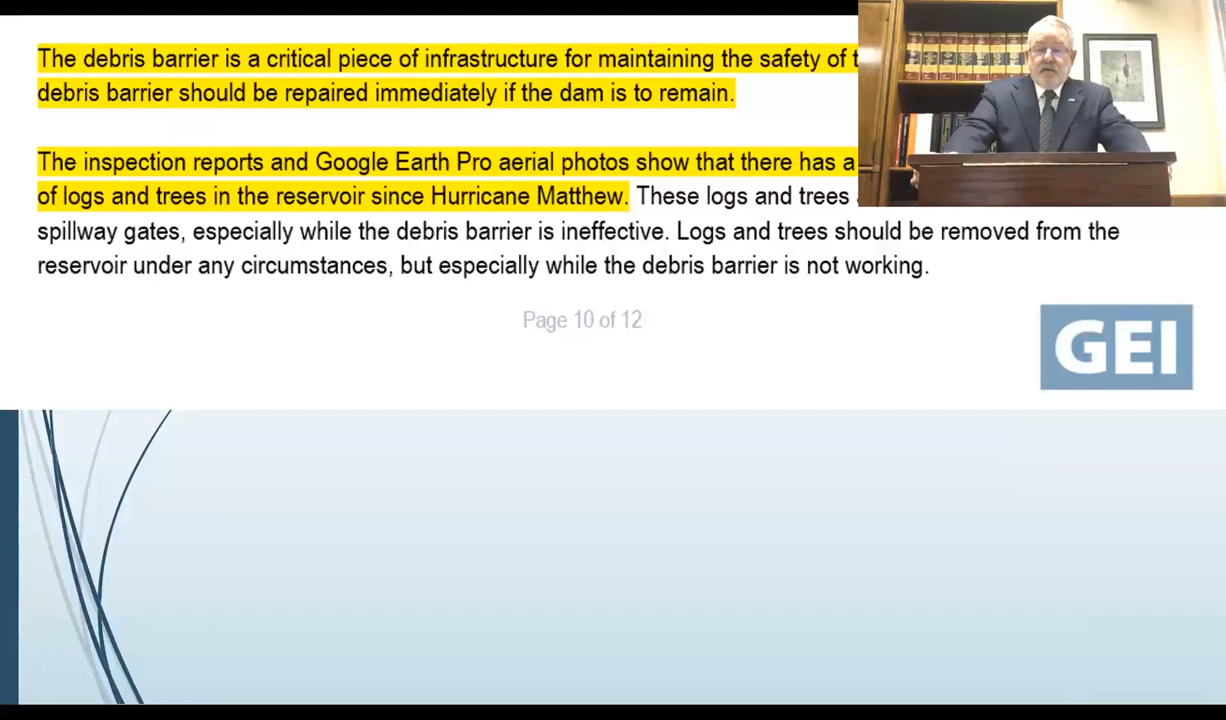 The debris barrier is a critical piece of infrastructure for maintaining the safety of
debris barrier should be repaired immediately if the dam is to remain.
The inspection reports and Google Earth Pro aerial photos show that there has
of logs and trees in the reservoir since Hurricane Matthew. These logs and trees
spillway gates, especially while the debris barrier is ineffective. Logs and trees should be removed from the
reservoir under any circumstances, but especially while the debris barrier is not working.
Page 10 of 12
GEI